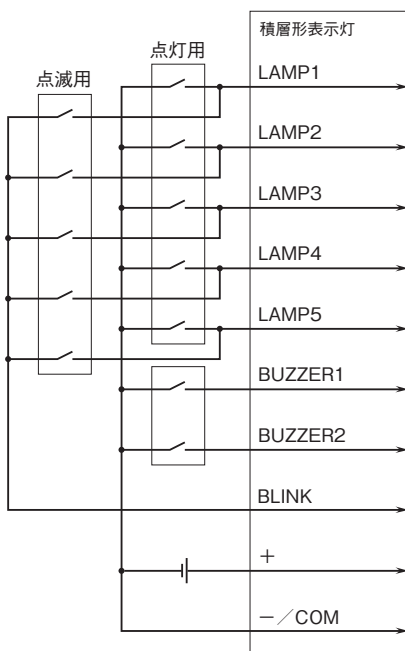 積層形表示灯
点灯用
LAMP1
点滅用
LAMP2
LAMP3
LAMP4
LAMP5
BUZZER1
BUZZER2
BLINK
＋
－／COM